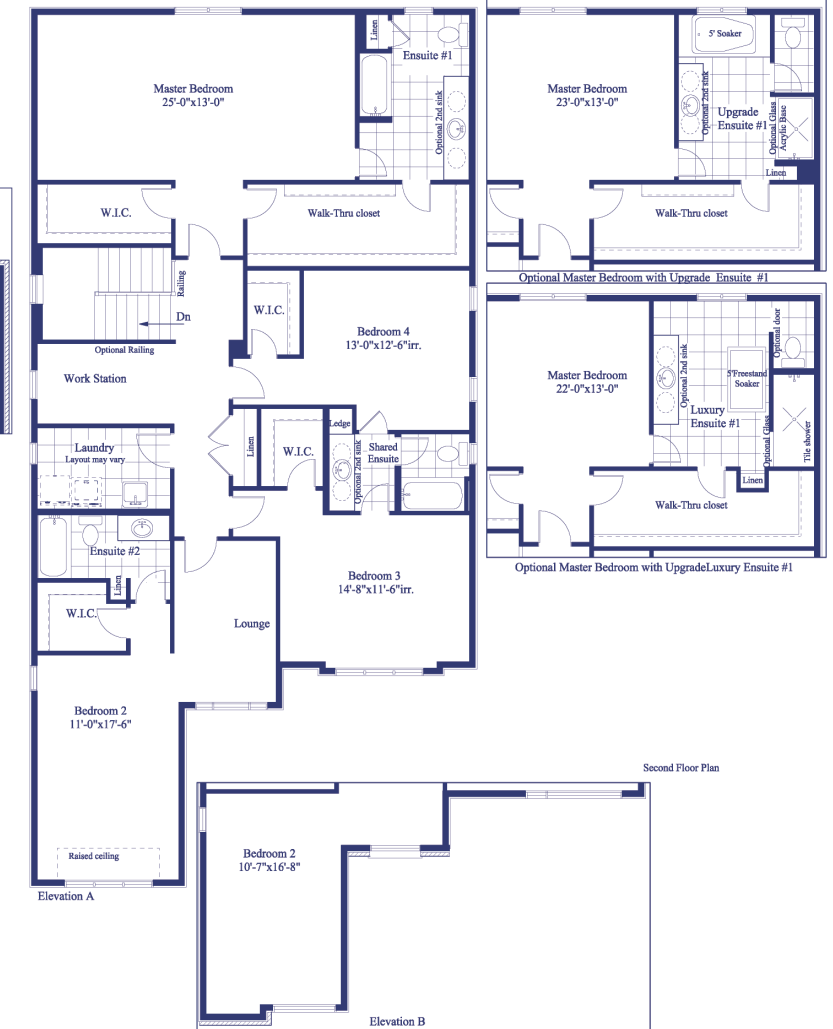 Linen
Ensuite #1
Master Bedroom
25'-0"x13'-0"
Optional 2nd sink
W.I.C.
Walk-Thru closet
Railing
Dn
Optional Railing
W.I.C.
Bedroom 4
13'-0"x12'-6"irr.
Work Station
Laundry
Layout may vary
Linen
W.I.C.
Ledge
Optional 2nd sink
Shared
Ensuite
Ensuite #2
Linen
W.I.C.
Lounge
Bedroom 3
14'-8"x11'-6"irr.
Bedroom 2
11'-0"x17'-6"
Raised ceiling
Elevation A
5' Soaker
Master Bedroom
23'-0"x13'-0"
Optional 2nd sink
Upgrade
Ensuite #1
Optional Glass
Acrylic Base
Linen
Walk-Thru closet
Optional Master Bedroom with Upgrade Ensuite #1
Optional door
Master Bedroom
22'-0"x13'-0"
Optional 2nd sink
5'Freestand
Soaker
Luxury
Ensuite #1
Optional Glass
Tile shower
Linen
Walk-Thru closet
Optional Master Bedroom with UpgradeLuxury Ensuite #1
Second Floor Plan
Bedroom 2
10'-7"x16'-8"
Elevation B